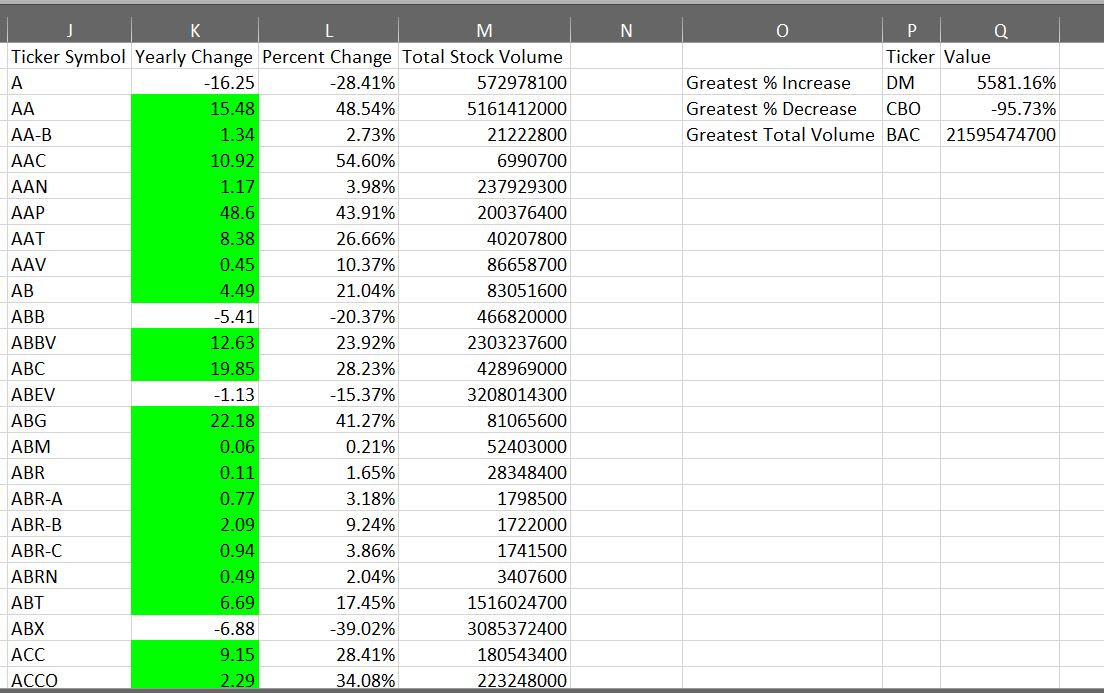 J K L M N O P Q
Ticker Symbol Yearly Change Percent Change Total Stock Volume Ticker Value
A -16.25 -28.41% 572978100 Greatest % Increase DM 5581.16%
AA 15.48 48.54% 5161412000 Greatest % Decrease CBO -95.73%
AA-B 1.34 2.73% 21222800 Greatest Total Volume BAC 21595474700
AAC 10.92 54.60% 6990700
AAN 1.17 3.98% 237929300
AAP 48.6 43.91% 200376400
AAT 8.38 26.66% 40207800
AAV 0.45 10.37% 86658700
AB 4.49 21.04% 83051600
ABB -5.41 -20.37% 466820000
ABBV 12.63 23.92% 2303237600
ABC 19.85 28.23% 428969000
ABEV -1.13 -15.37% 3208014300
ABG 22.18 41.27% 81065600
ABM 0.06 0.21% 52403000
ABR 0.11 1.65% 28348400
ABR-A 0.77 3.18% 1798500
ABR-B 2.09 9.24% 1722000
ABR-C 0.94 3.86% 1741500
ABRN 0.49 2.04% 3407600
ABT 6.69 17.45% 1516024700
ABX -6.88 -39.02% 3085372400
ACC 9.15 28.41% 180543400
ACCO 2.29 34.08% 223248000